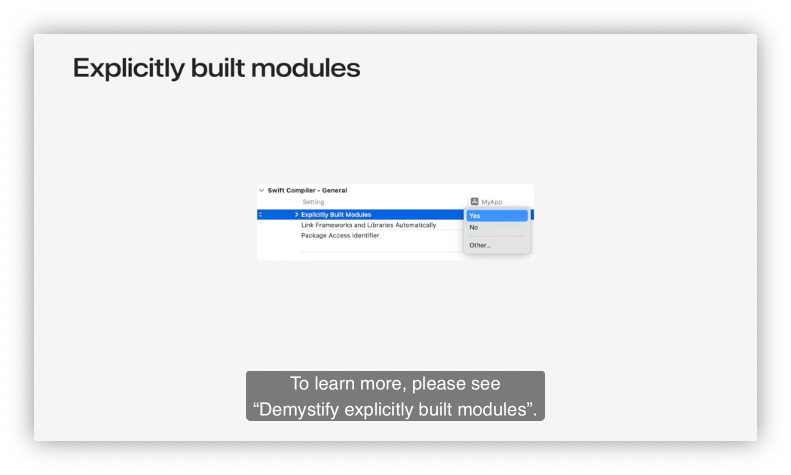 Explicitly built modules
Swift Compiler - General
Setting MyApp
Explicitly Built Modules Yes
Link Frameworks and Libraries Automatically No
Package Access Identifier
Other...
To learn more, please see
“Demystify explicitly built modules”.